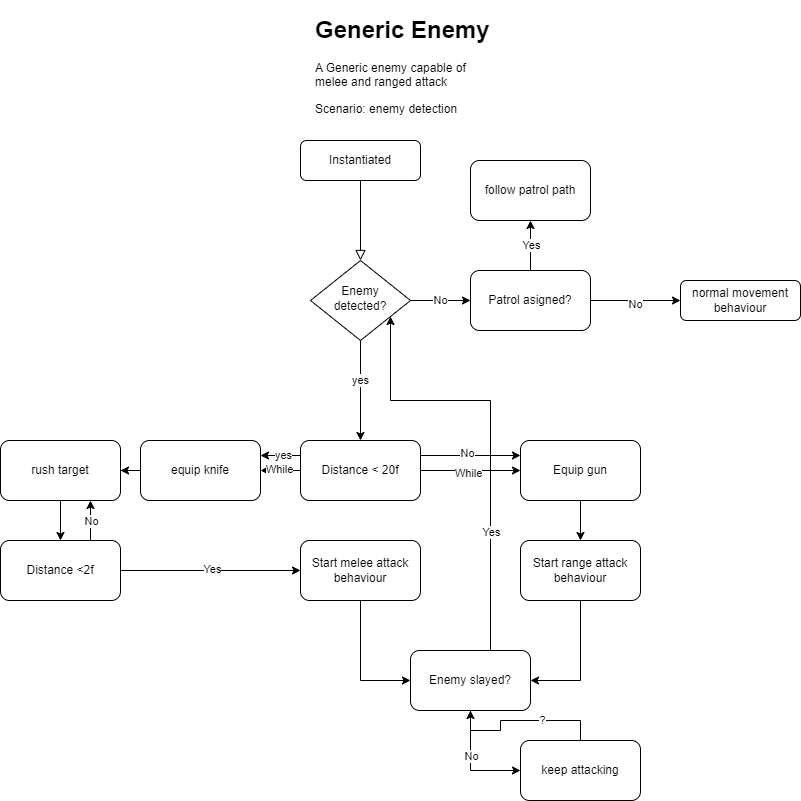 Generic Enemy
A Generic enemy capable of
melee and ranged attack
Scenario: enemy detection
Instantiated
follow patrol path
Yes
Enemy
detected?
No
Patrol asigned?
No
normal movement
behaviour
yes
rush target
equip knife
yes
While
Distance < 20f
No
While
Equip gun
No
Yes
Distance <2f
Yes
Start melee attack
behaviour
Start range attack
behaviour
Enemy slayed?
?
No
keep attacking